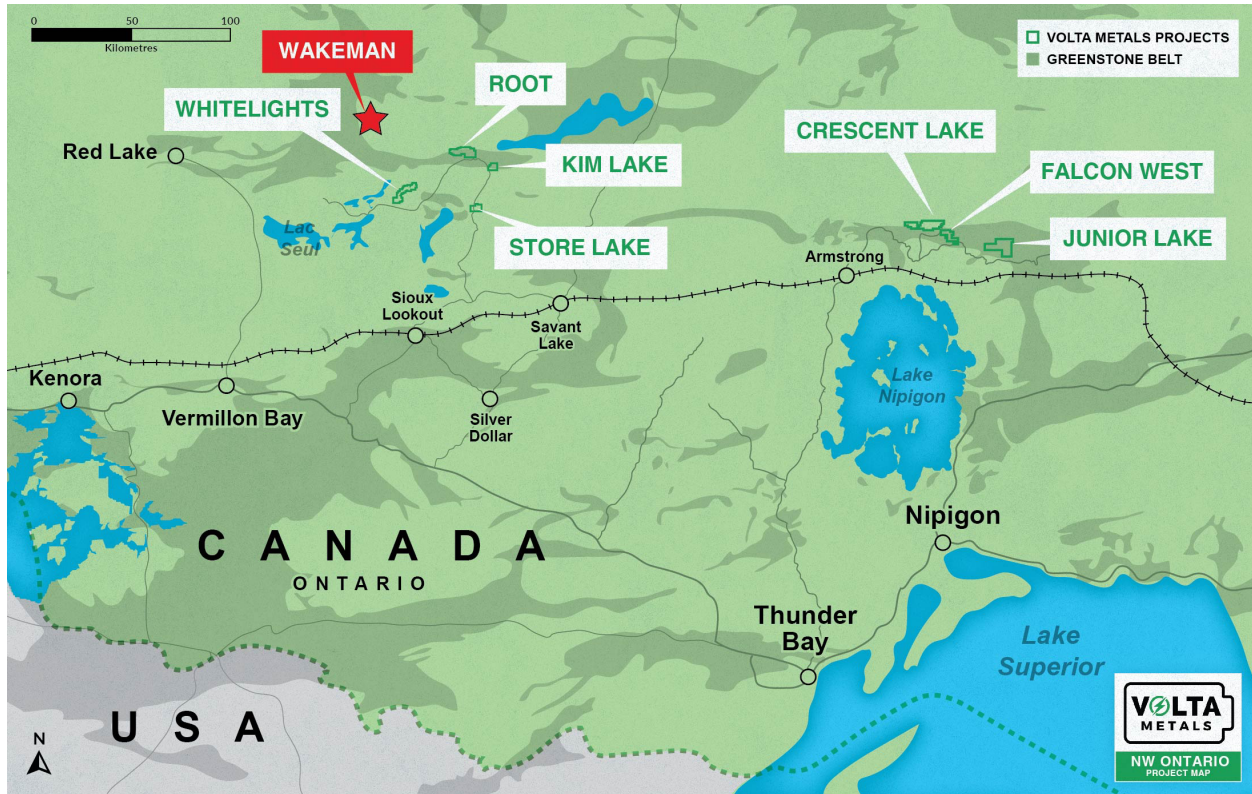 0 50 100
Kilometres
WAKEMAN
VOLTA METALS PROJECTS
GREENSTONE BELT
ROOT
WHITELIGHTS
CRESCENT LAKE
Red Lake
KIM LAKE
FALCON WEST
Lac
Seul
STORE LAKE
JUNIOR LAKE
Armstrong
Sioux
Lookout
Savant
Lake
Kenora
Lake
Nipigon
Vermillon Bay
Silver
Dollar
Nipigon
CANADA
ONTARIO
Thunder
Bay
Lake
Superior
USA
N
VOLTA
METALS
NW ONTARIO
PROJECT MAP